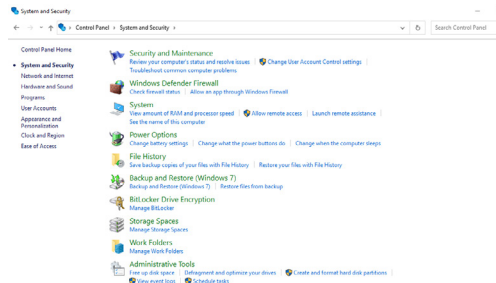 System and Security
Control Panel › System and Security ›
Search Control Panel
Control Panel Home
System and Security
Network and Internet
Hardware and Sound
Programs
User Accounts
Appearance and
Personalization
Clock and Region
Ease of Access
Security and Maintenance
Review your computer's status and resolve issues | Change User Account Control settings |
Troubleshoot common computer problems
Windows Defender Firewall
Check firewall status | Allow an app through Windows Firewall
System
View amount of RAM and processor speed | Allow remote access | Launch remote assistance |
See the name of this computer
Power Options
Change battery settings | Change what the power buttons do | Change when the computer sleeps
File History
Save backup copies of your files with File History | Restore your files with File History
Backup and Restore (Windows 7)
Backup and Restore (Windows 7) | Restore files from backup
BitLocker Drive Encryption
Manage BitLocker
Storage Spaces
Manage Storage Spaces
Work Folders
Manage Work Folders
Administrative Tools
Free up disk space | Defragment and optimize your drives | Create and format hard disk partitions |
View event logs | Schedule tasks